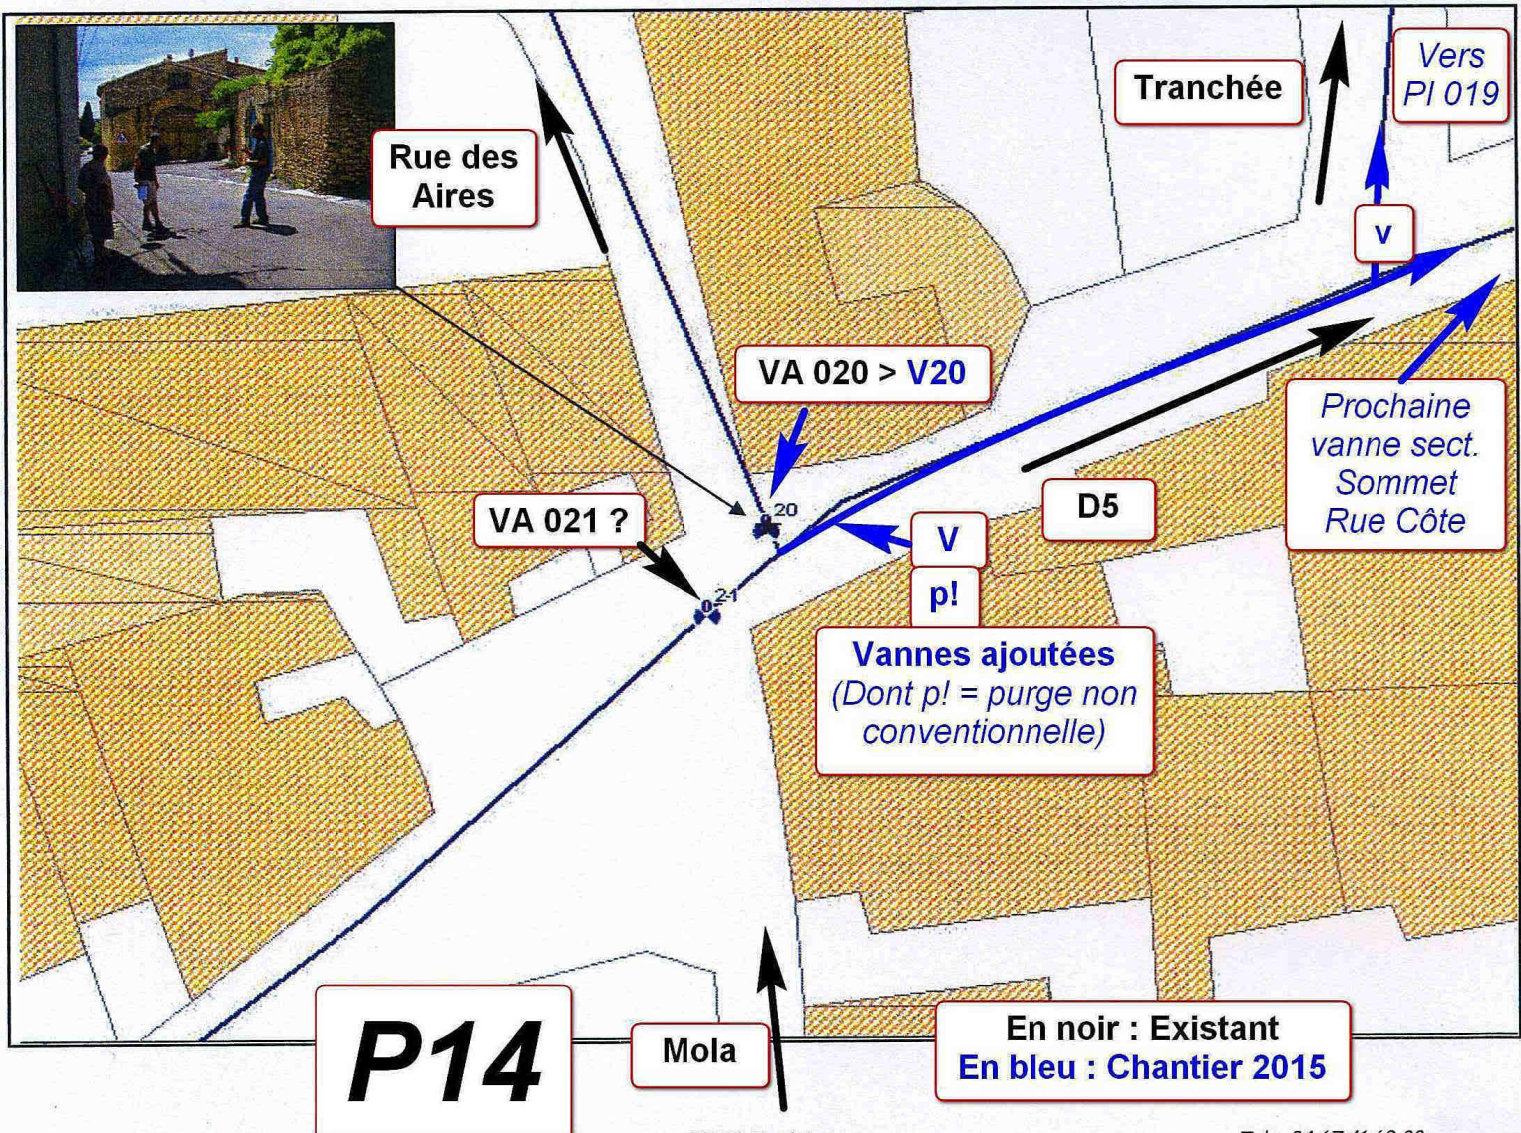 Vers
PI 019
Tranchée
Rue des
Aires
v
VA 020 > V20
Prochaine
vanne sect.
Sommet
Rue Côte
VA 021 ?
20
D5
V
p!
21
Vannes ajoutées
(Dont p! = purge non
conventionnelle)
P14
Mola
En noir : Existant
En bleu : Chantier 2015